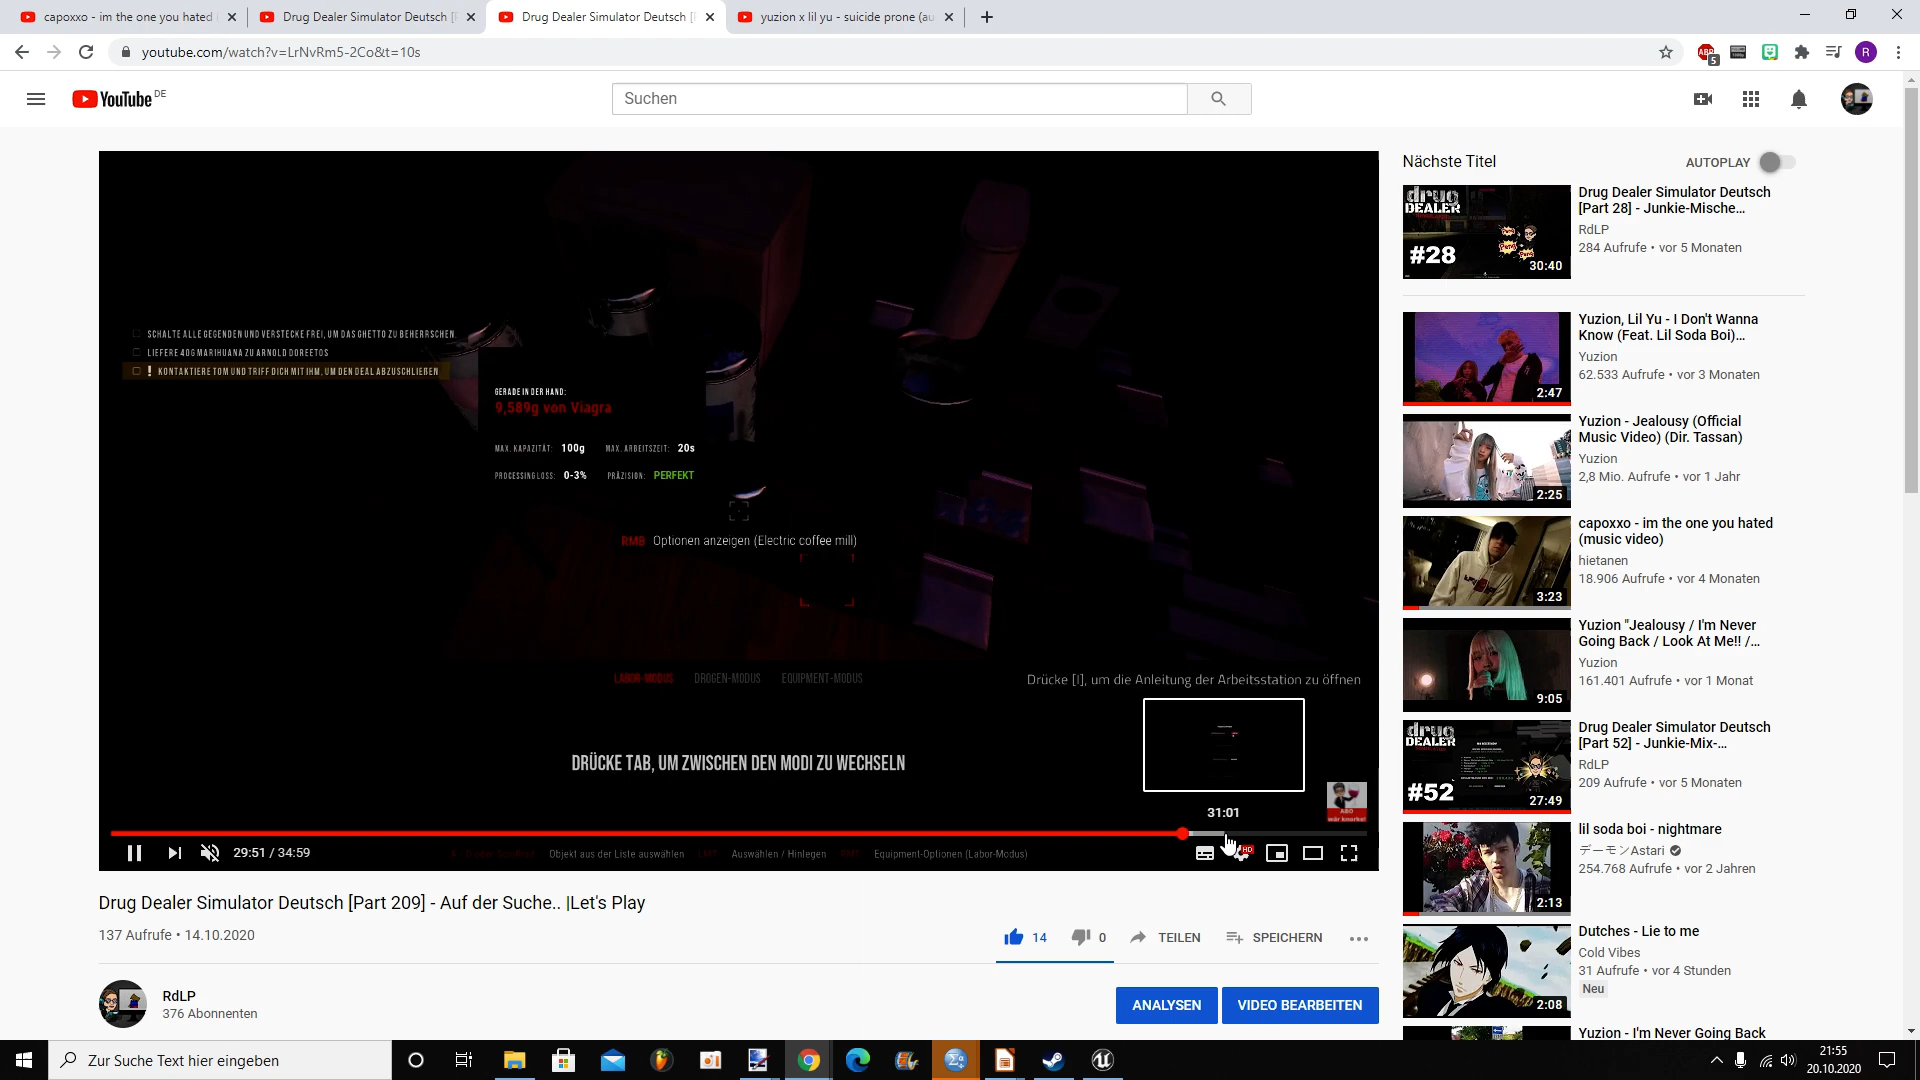 capoxxo - im the one you hated
Drug Dealer Simulator Deutsch [
Drug Dealer Simulator Deutsch [
yuzion x lil yu - suicide prone (au
youtube.com/watch?v=LrNvRm5-2Co&t=10s
ABP
5
R
YouTube DE
Suchen
SCHALTE ALLE GEGENDEN UND VERSTECKE FREI, UM DAS GHETTO ZU BEHERRSCHEN.
LIEFERE 40G MARIHUANA ZU ARNOLD DOREETOS
! KONTAKTIERE TOM UND TRIFF DICH MIT IHM, UM DEN DEAL ABZUSCHLIEßEN
GERADE IN DER HAND:
9,589g von Viagra
MAX. KAPAZITÄT: 100g MAX. ARBEITSZEIT: 20s
PROCESSING LOSS: 0-3% PRÄZISION: PERFEKT
RMB Optionen anzeigen (Electric coffee mill)
LABOR-MODUS DROGEN-MODUS EQUIPMENT-MODUS
Drücke [I], um die Anleitung der Arbeitsstation zu öffnen
DRÜCKE TAB, UM ZWISCHEN DEN MODI ZU WECHSELN
31:01
ABO
29:51 / 34:59
Objekt aus der Liste auswählen
Auswählen / Hinlegen
Equipment-Optionen (Labor-Modus)
HD
Drug Dealer Simulator Deutsch [Part 209] - Auf der Suche.. |Let's Play
137 Aufrufe • 14.10.2020
14 0 TEILEN SPEICHERN
RdLP
376 Abonnenten
ANALYSEN VIDEO BEARBEITEN
Nächste Titel
AUTOPLAY
drug
DEALER
#28
30:40
Drug Dealer Simulator Deutsch
[Part 28] - Junkie-Mische...
RdLP
284 Aufrufe • vor 5 Monaten
2:47
Yuzion, Lil Yu - I Don't Wanna
Know (Feat. Lil Soda Boi)...
Yuzion
62.533 Aufrufe • vor 3 Monaten
2:25
Yuzion - Jealousy (Official
Music Video) (Dir. Tassan)
Yuzion
2,8 Mio. Aufrufe • vor 1 Jahr
3:23
capoxxo - im the one you hated
(music video)
hietanen
18.906 Aufrufe • vor 4 Monaten
9:05
Yuzion "Jealousy / I'm Never
Going Back / Look At Me!! /...
Yuzion
161.401 Aufrufe • vor 1 Monat
drug
DEALER
#52
27:49
Drug Dealer Simulator Deutsch
[Part 52] - Junkie-Mix-...
RdLP
209 Aufrufe • vor 5 Monaten
2:13
lil soda boi - nightmare
デーモンAstari
254.768 Aufrufe • vor 2 Jahren
2:08
Dutches - Lie to me
Cold Vibes
31 Aufrufe • vor 4 Stunden
Neu
Yuzion - I'm Never Going Back
Zur Suche Text hier eingeben
21:55
20.10.2020